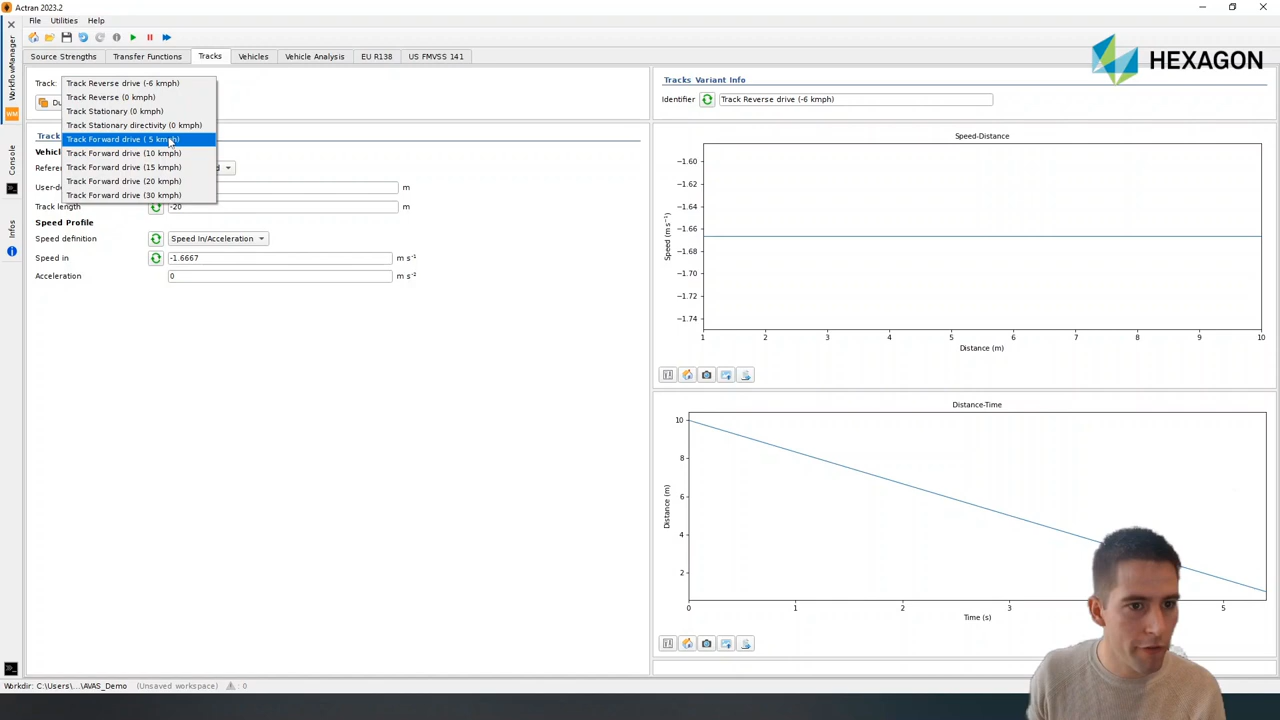 Actran 2023.2
File Utilities Help
Source Strengths Transfer Functions Tracks Vehicles Vehicle Analysis EU R138 US FMVSS 141
HEXAGON
WorkflowManager
WM
Console
Infos
Track:
Track Reverse drive (-6 kmph)
Track Reverse (0 kmph)
Track Stationary (0 kmph)
Track Stationary directivity (0 kmph)
Track Forward drive ( 5 kmph)
Track Forward drive (10 kmph)
Track Forward drive (15 kmph)
Track Forward drive (20 kmph)
Track Forward drive (30 kmph)
Track
m
Track length -20 m
Speed Profile
Speed definition Speed In/Acceleration
Speed in -1.6667 m s⁻¹
Acceleration 0 m s⁻²
Tracks Variant Info
Identifier Track Reverse drive (-6 kmph)
Speed-Distance
Speed (m s⁻¹)
−1.60
−1.62
−1.64
−1.66
−1.68
−1.70
−1.72
−1.74
1 2 3 4 5 6 7 8 9 10
Distance (m)
Distance-Time
Distance (m)
10
8
6
4
2
0 1 2 3 5
Time (s)
Workdir: C:\Users\...\AVAS_Demo (Unsaved workspace) : 0